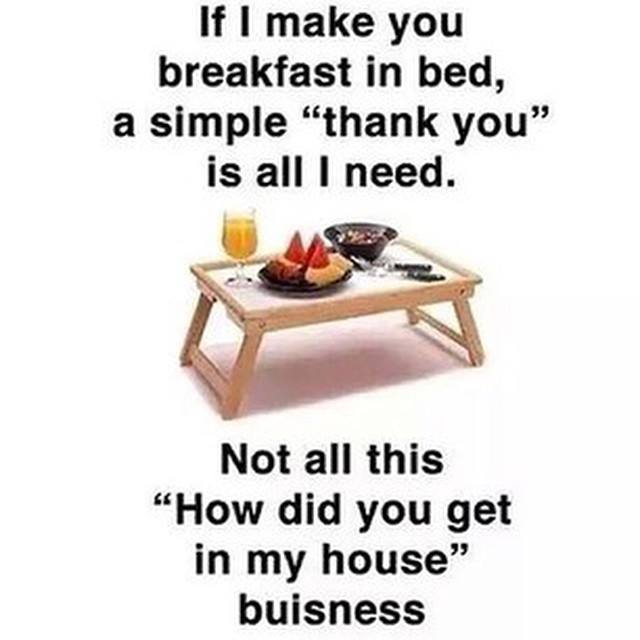 If I make you
breakfast in bed,
a simple “thank you”
is all I need.
Not all this
“How did you get
in my house”
buisness